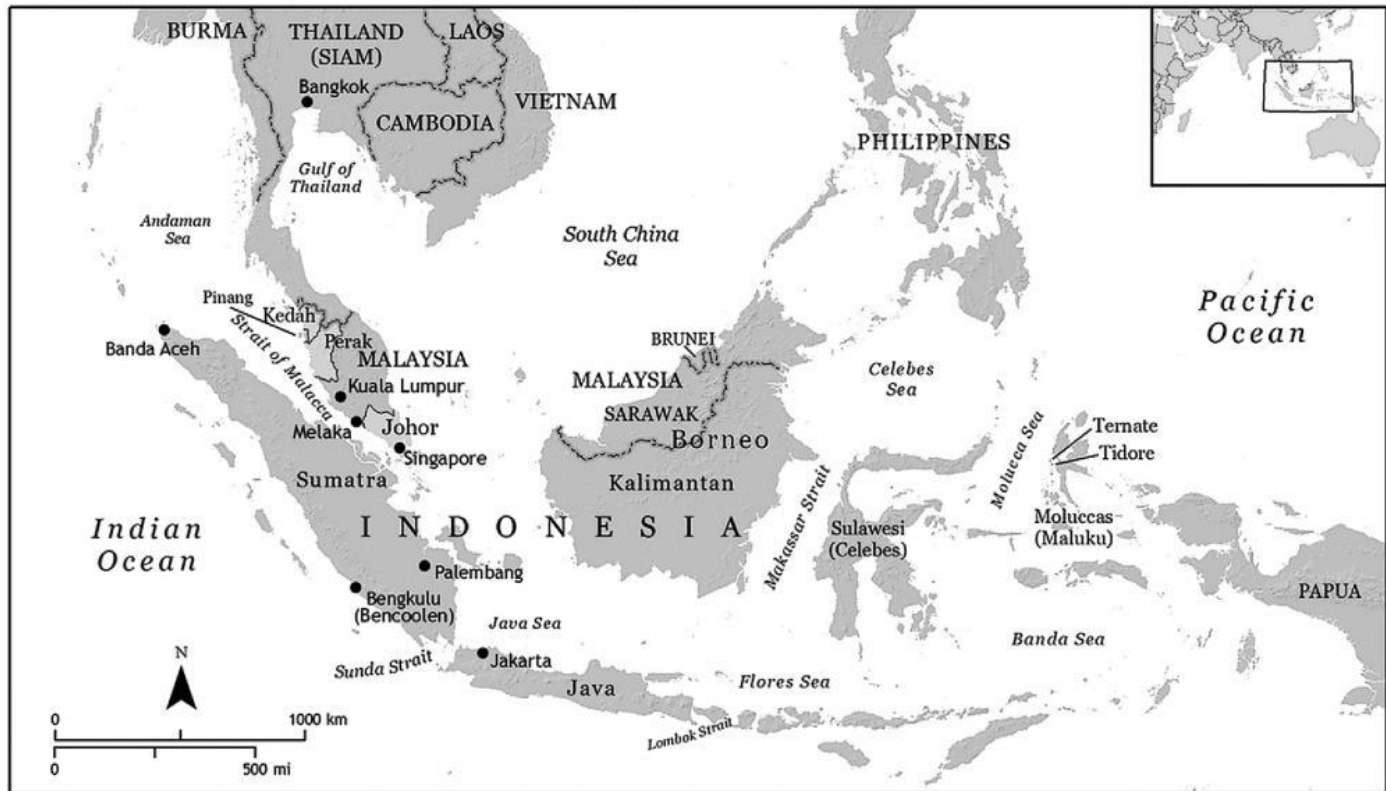 BURMA
THAILAND
(SIAM)
LAOS
Bangkok
VIETNAM
CAMBODIA
PHILIPPINES
Gulf of
Thailand
Andaman
Sea
South China
Sea
Pacific
Ocean
Pinang
Kedah
Perak
Banda Aceh
Strait of Malacca
MALAYSIA
Kuala Lumpur
Melaka
Johor
Singapore
Sumatra
BRUNEI
MALAYSIA
SARAWAK
Borneo
Kalimantan
Celebes
Sea
Molucca Sea
Ternate
Tidore
Makassar Strait
Sulawesi
(Celebes)
Moluccas
(Maluku)
PAPUA
INDONESIA
Indian
Ocean
Palembang
Bengkulu
(Bencoolen)
Java Sea
Banda Sea
Sunda Strait
Jakarta
Java
Flores Sea
Lombok Strait
N
0 1000 km
0 500 mi